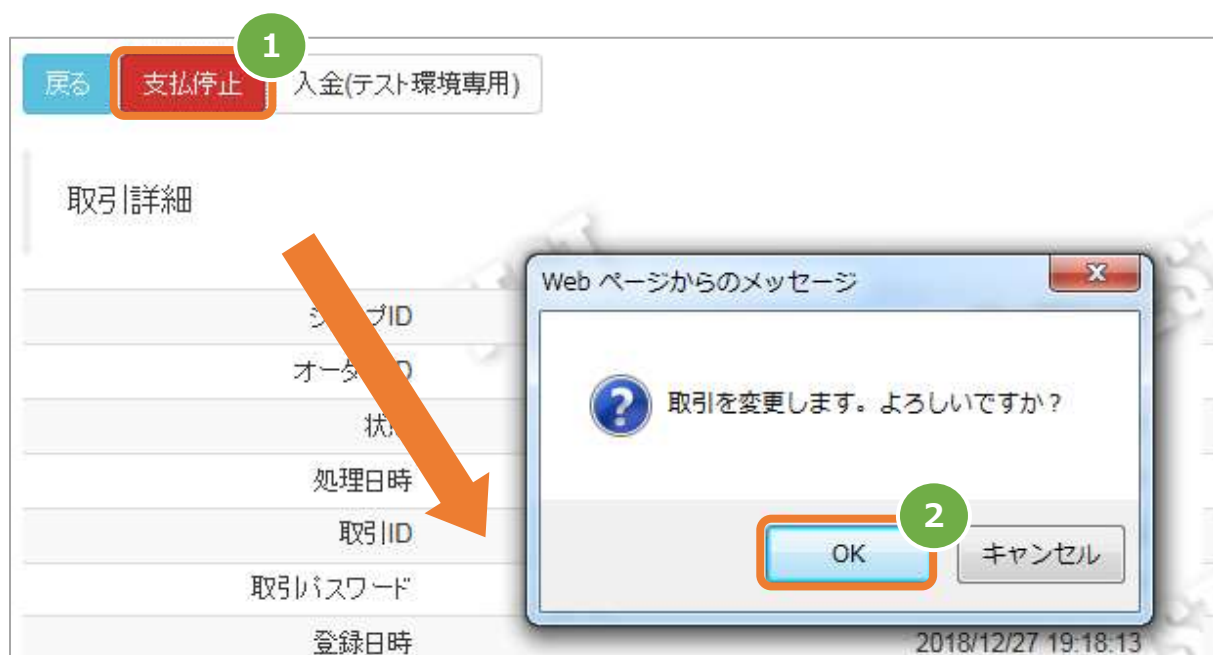 1
戻る 支払停止 入金(テスト環境専用)
取引詳細
Web ページからのメッセージ
取引を変更します。よろしいですか？
2
OK キャンセル
処理日時
取引ID
取引パスワード
登録日時 2018/12/27 19:18:13